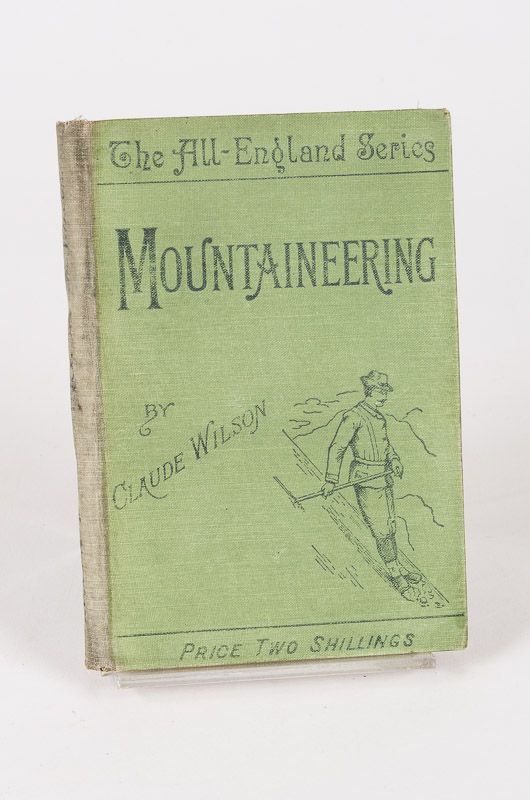 The All-England Series
MOUNTAINEERING
BY
CLAUDE WILSON
PRICE TWO SHILLINGS